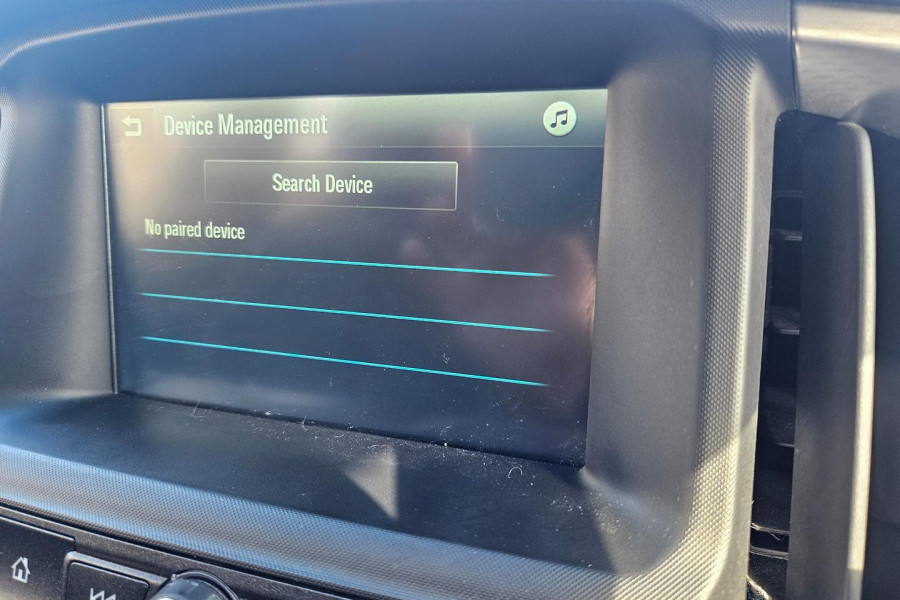 Device Management
Search Device
No paired device